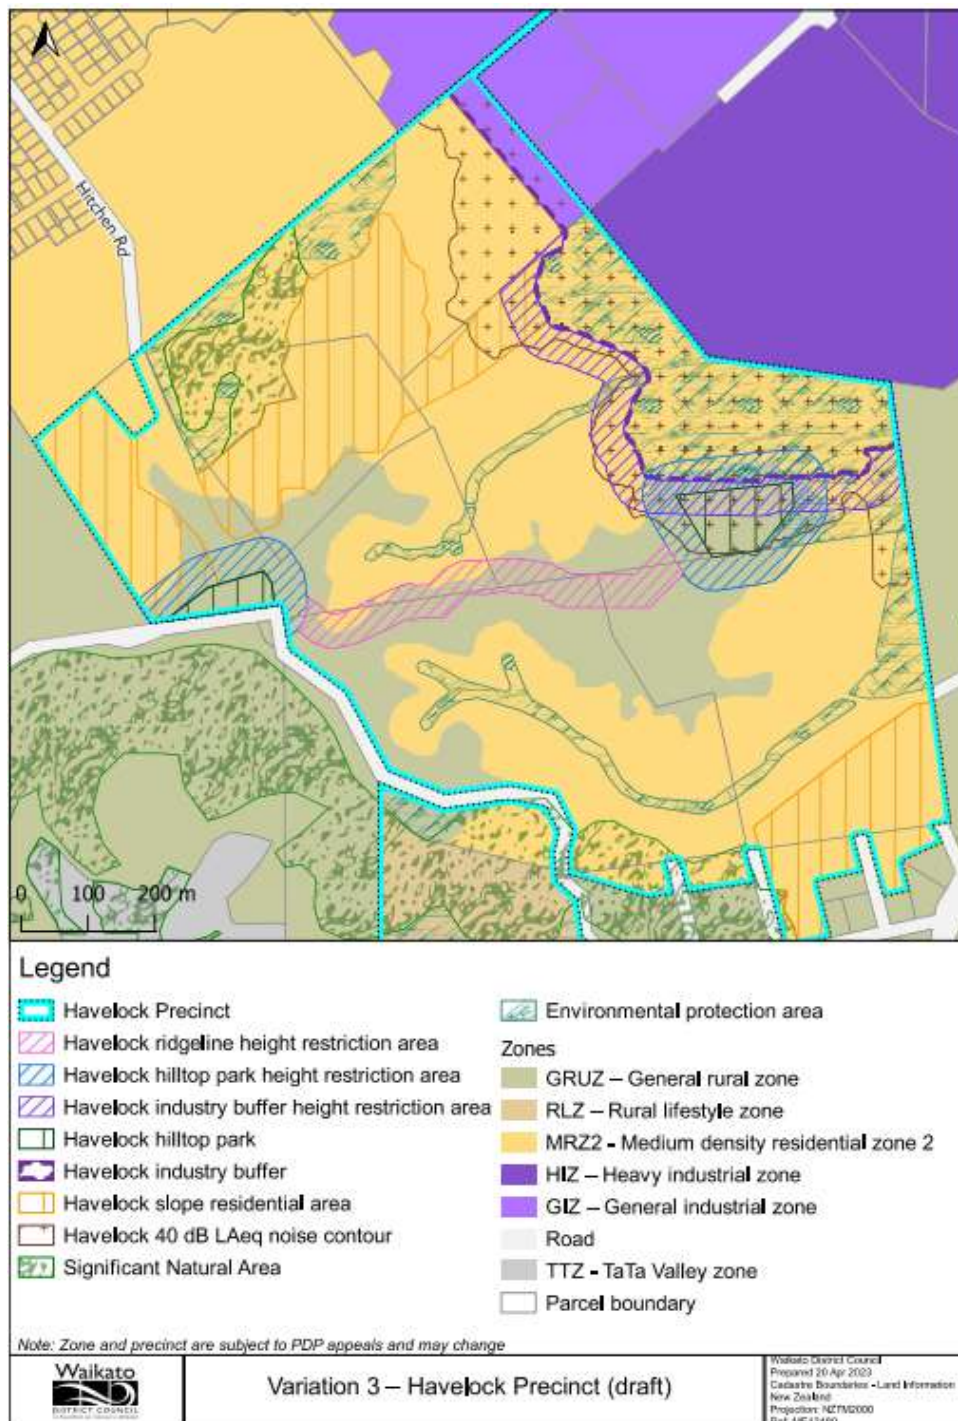 Hitchen Rd
0 100 200 m
Legend
Havelock Precinct
Havelock ridgeline height restriction area
Havelock hilltop park height restriction area
Havelock industry buffer height restriction area
Havelock hilltop park
Havelock industry buffer
Havelock slope residential area
Havelock 40 dB LAeq noise contour
Significant Natural Area
Environmental protection area
Zones
GRUZ – General rural zone
RLZ – Rural lifestyle zone
MRZ2 - Medium density residential zone 2
HIZ – Heavy industrial zone
GIZ – General industrial zone
Road
TTZ - TaTa Valley zone
Parcel boundary
Note: Zone and precinct are subject to PDP appeals and may change
Waikato
DISTRICT COUNCIL
Variation 3 – Havelock Precinct (draft)
Waikato District Council
Prepared 20 Apr 2023
Cadastre Boundaries - Land Information
New Zealand
Projection: NZTM2000